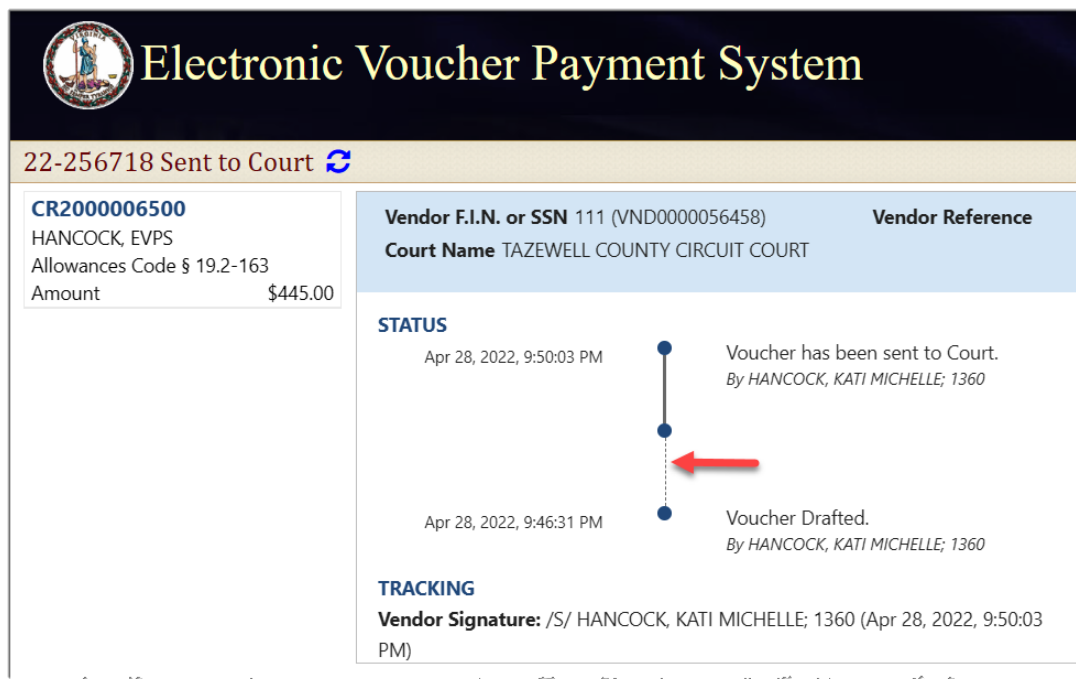 VIRGINIA
Electronic Voucher Payment System
22-256718 Sent to Court
CR2000006500
HANCOCK, EVPS
Allowances Code § 19.2-163
Amount $445.00
Vendor F.I.N. or SSN 111 (VND0000056458) Vendor Reference
Court Name TAZEWELL COUNTY CIRCUIT COURT
STATUS
Apr 28, 2022, 9:50:03 PM Voucher has been sent to Court.
By HANCOCK, KATI MICHELLE; 1360
Apr 28, 2022, 9:46:31 PM Voucher Drafted.
By HANCOCK, KATI MICHELLE; 1360
TRACKING
Vendor Signature: /S/ HANCOCK, KATI MICHELLE; 1360 (Apr 28, 2022, 9:50:03
PM)